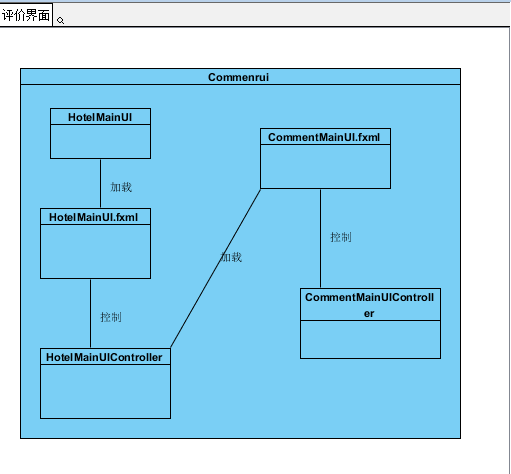 评价界面
Commenrui
HotelMainUI
CommentMainUI.fxml
加载
HotelMainUI.fxml
控制
加载
CommentMainUIControll
er
控制
HotelMainUIController